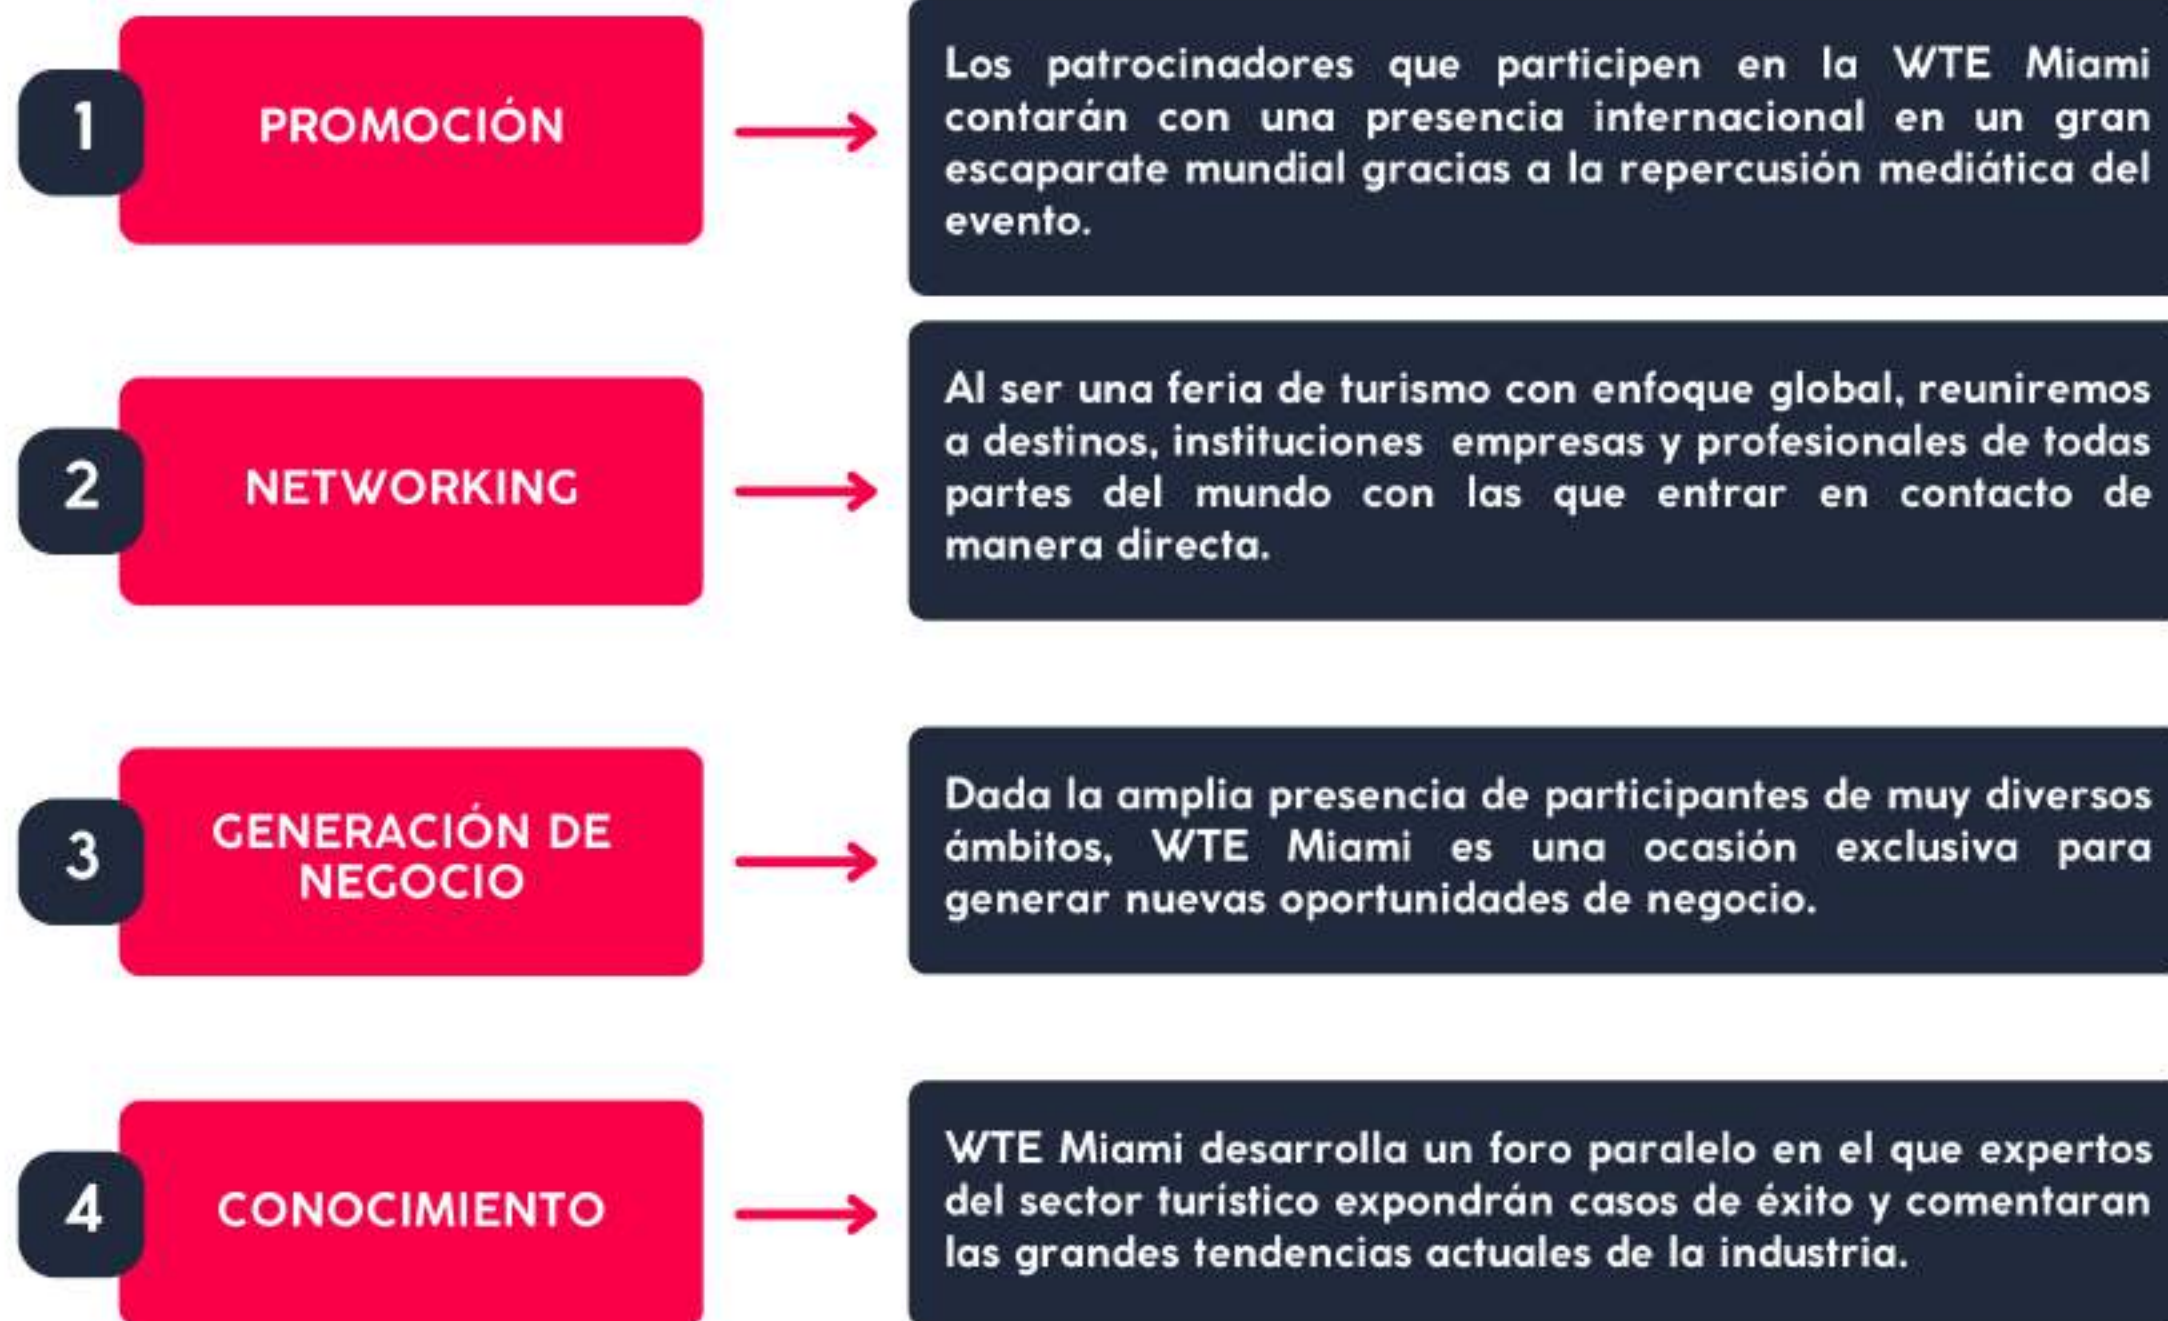 1
PROMOCIÓN
Los patrocinadores que participen en la WTE Miami
contarán con una presencia internacional en un gran
escaparate mundial gracias a la repercusión mediática del
evento.
2
NETWORKING
Al ser una feria de turismo con enfoque global, reuniremos
a destinos, instituciones empresas y profesionales de todas
partes del mundo con las que entrar en contacto de
manera directa.
3
GENERACIÓN DE
NEGOCIO
Dada la amplia presencia de participantes de muy diversos
ámbitos, WTE Miami es una ocasión exclusiva para
generar nuevas oportunidades de negocio.
4
CONOCIMIENTO
WTE Miami desarrolla un foro paralelo en el que expertos
del sector turístico expondrán casos de éxito y comentaran
las grandes tendencias actuales de la industria.